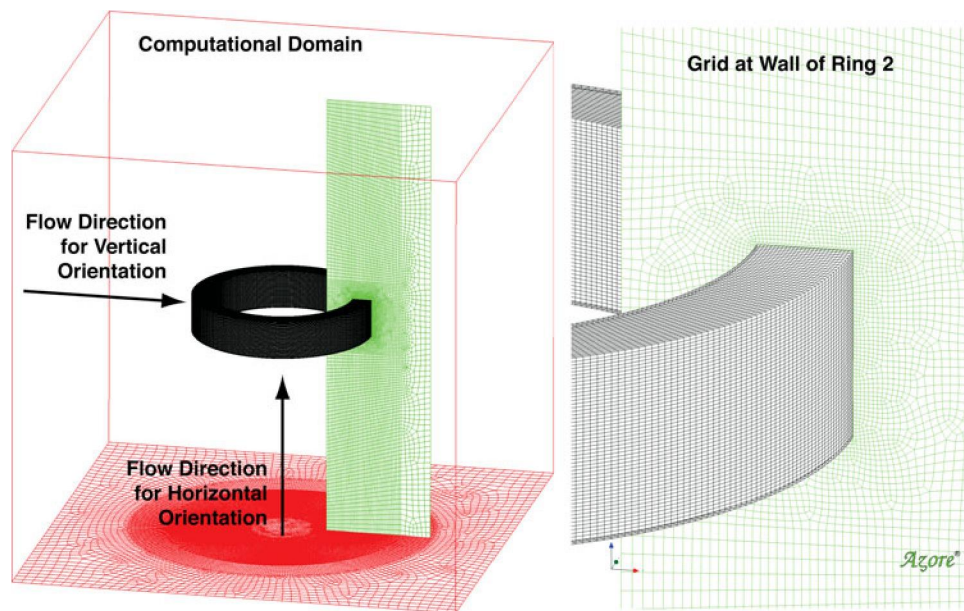 Computational Domain
Flow Direction
for Vertical
Orientation
Flow Direction
for Horizontal
Orientation
Grid at Wall of Ring 2
Azore®